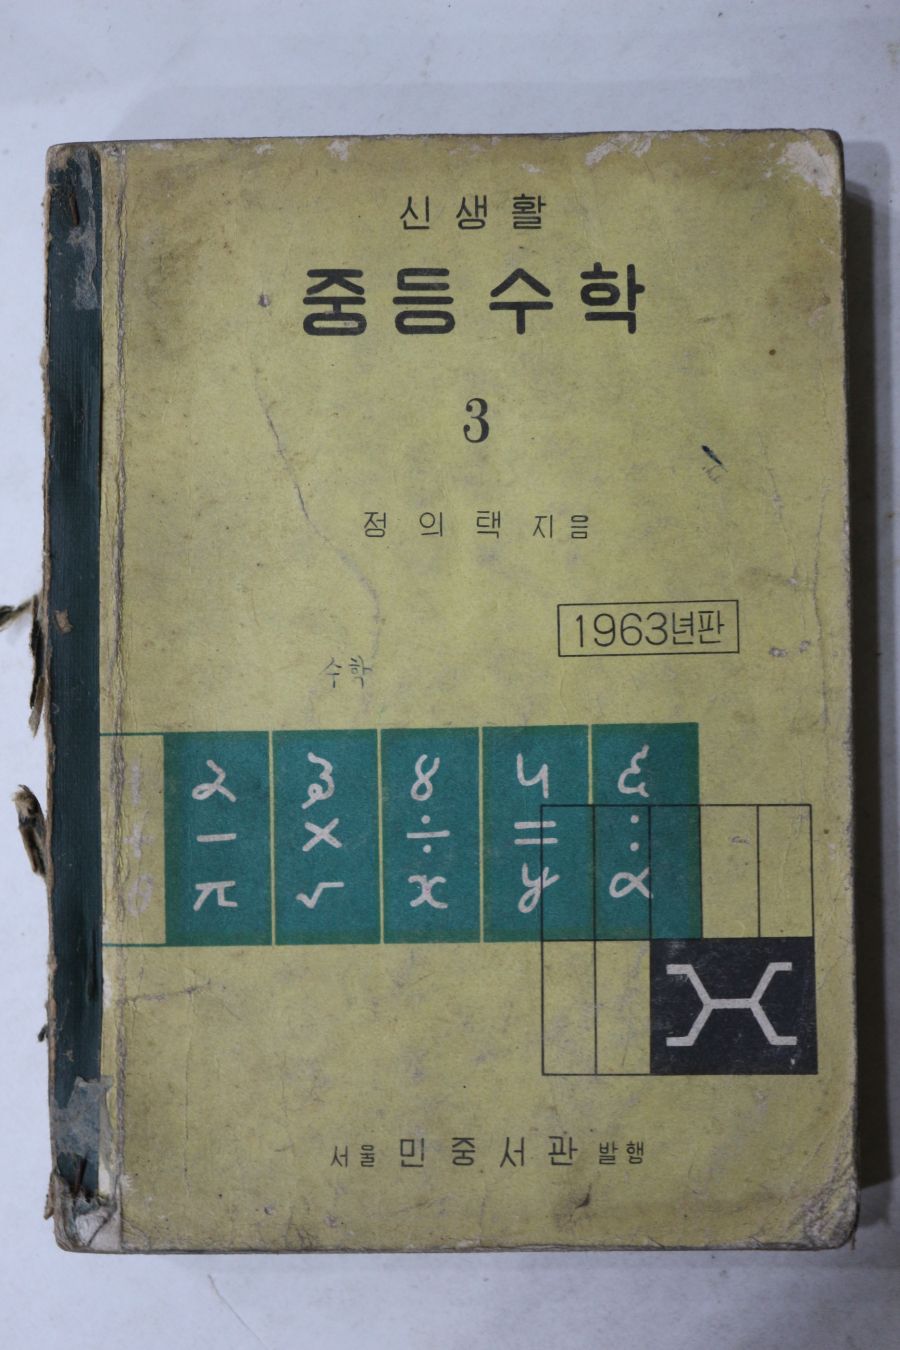 신생활
중등수학
3
정의택 지음
1963년판
수학
2 3 8 4 ६
+ − × ÷ = :
π √ x y α
서울 민중서관 발행